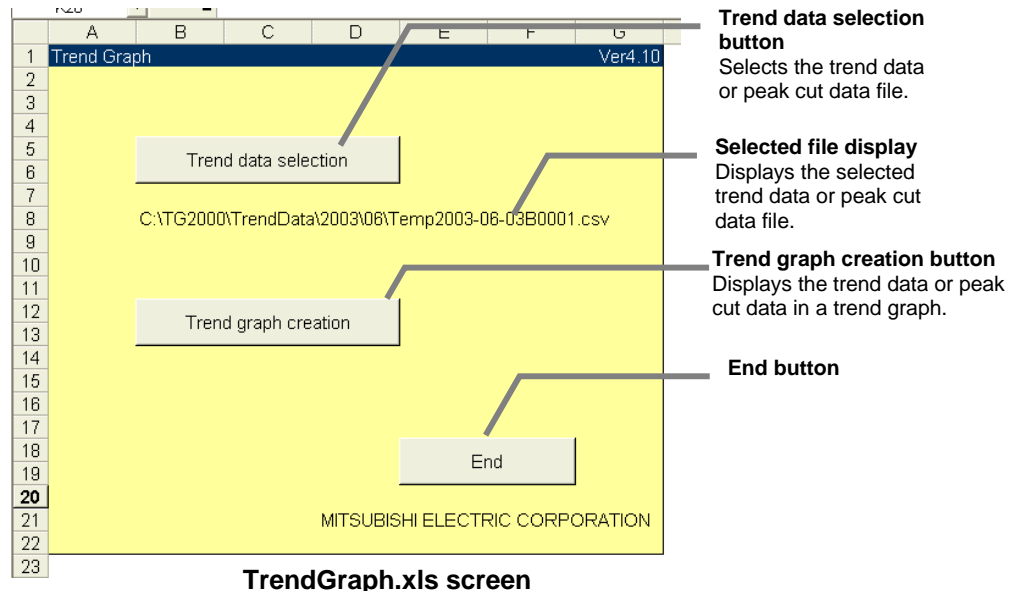 A B C D E F G
1 Trend Graph Ver4.10
2
3
4
5
6
Trend data selection
7
8 C:\TG2000\TrendData\2003\06\Temp2003-06-03B0001.csv
9
10
11
12
13
Trend graph creation
14
15
16
17
18
19
End
20
21 MITSUBISHI ELECTRIC CORPORATION
22
23
Trend data selection
button
Selects the trend data
or peak cut data file.
Selected file display
Displays the selected
trend data or peak cut
data file.
Trend graph creation button
Displays the trend data or peak
cut data in a trend graph.
End button
TrendGraph.xls screen